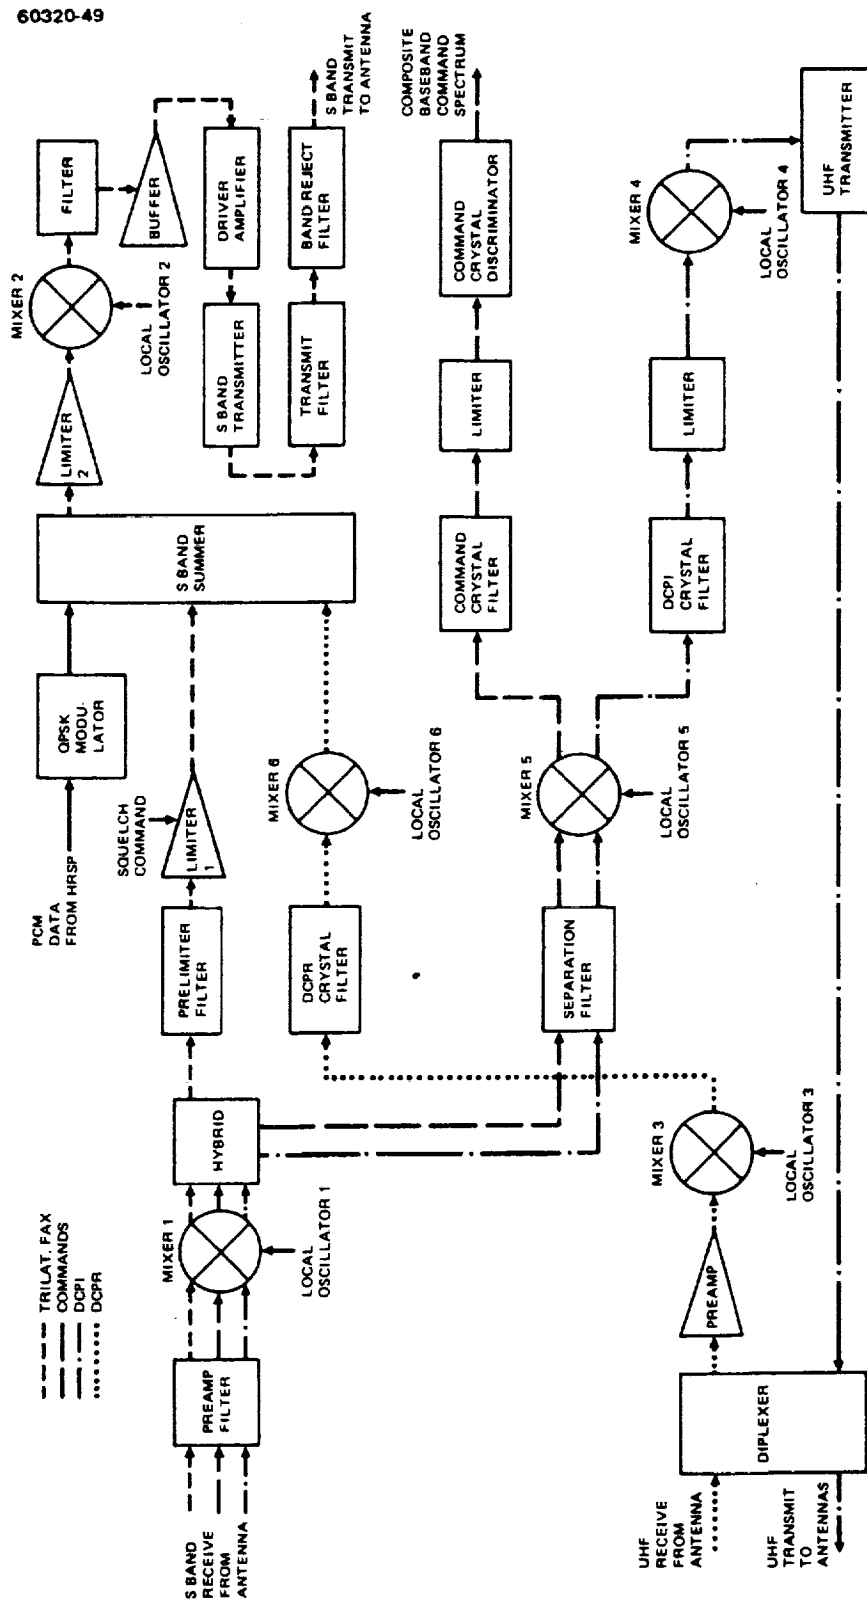 60320-49
TRILAT. FAX
COMMANDS
DCPI
DCPR
S BAND
RECEIVE
FROM
ANTENNA
PREAMP
FILTER
MIXER 1
LOCAL
OSCILLATOR 1
HYBRID
PRELIMITER
FILTER
SQUELCH
COMMAND
LIMITER
1
PCM
DATA
FROM HRSP
QPSK
MODU-
LATOR
S BAND
SUMMER
LIMITER
2
MIXER 2
LOCAL
OSCILLATOR 2
FILTER
BUFFER
DRIVER
AMPLIFIER
S BAND
TRANSMITTER
TRANSMIT
FILTER
BAND REJECT
FILTER
S BAND
TRANSMIT
TO ANTENNA
DCPR
CRYSTAL
FILTER
MIXER 6
LOCAL
OSCILLATOR 6
SEPARATION
FILTER
MIXER 5
LOCAL
OSCILLATOR 5
COMMAND
CRYSTAL
FILTER
LIMITER
COMMAND
CRYSTAL
DISCRIMINATOR
COMPOSITE
BASEBAND
COMMAND
SPECTRUM
DCPI
CRYSTAL
FILTER
LIMITER
MIXER 4
LOCAL
OSCILLATOR 4
UHF
TRANSMITTER
UHF
RECEIVE
FROM
ANTENNA
UHF
TRANSMIT
TO
ANTENNAS
DIPLEXER
PREAMP
MIXER 3
LOCAL
OSCILLATOR 3